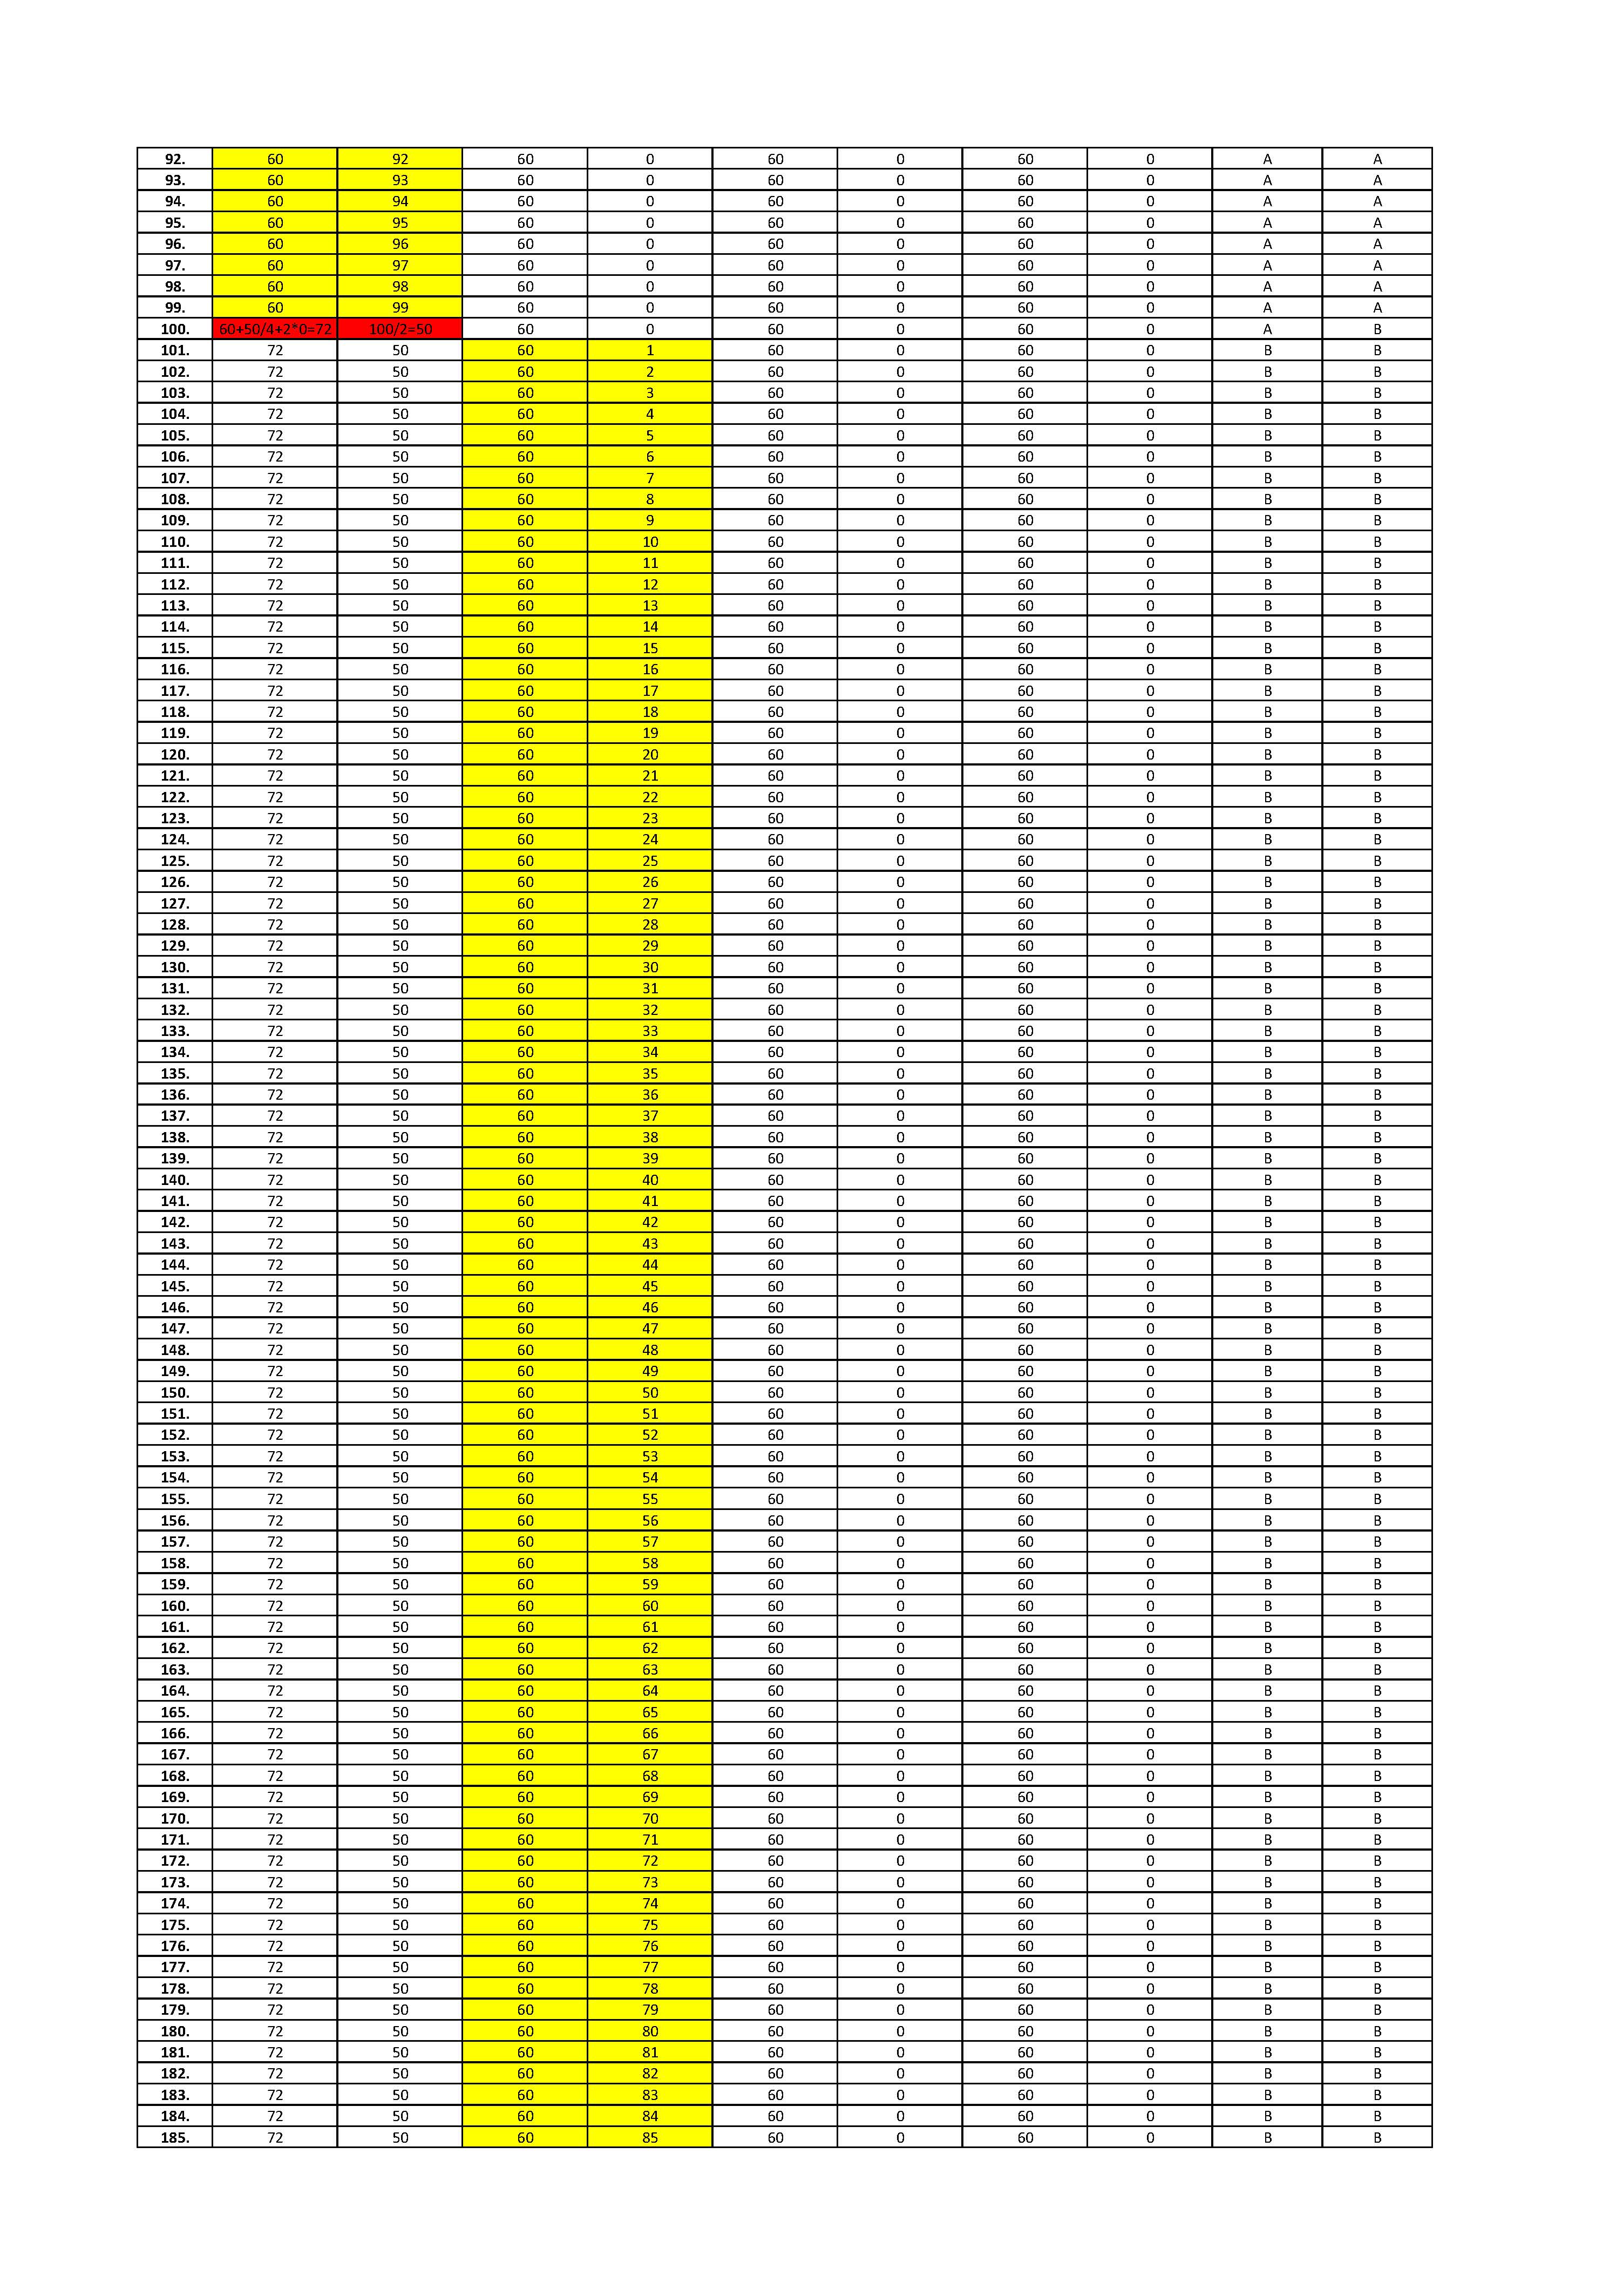 92. 60 92 60 0 60 0 60 0 A A
93. 60 93 60 0 60 0 60 0 A A
94. 60 94 60 0 60 0 60 0 A A
95. 60 95 60 0 60 0 60 0 A A
96. 60 96 60 0 60 0 60 0 A A
97. 60 97 60 0 60 0 60 0 A A
98. 60 98 60 0 60 0 60 0 A A
99. 60 99 60 0 60 0 60 0 A A
100. 60+50/4+2*0=72 100/2=50 60 0 60 0 60 0 A B
101. 72 50 60 1 60 0 60 0 B B
102. 72 50 60 2 60 0 60 0 B B
103. 72 50 60 3 60 0 60 0 B B
104. 72 50 60 4 60 0 60 0 B B
105. 72 50 60 5 60 0 60 0 B B
106. 72 50 60 6 60 0 60 0 B B
107. 72 50 60 7 60 0 60 0 B B
108. 72 50 60 8 60 0 60 0 B B
109. 72 50 60 9 60 0 60 0 B B
110. 72 50 60 10 60 0 60 0 B B
111. 72 50 60 11 60 0 60 0 B B
112. 72 50 60 12 60 0 60 0 B B
113. 72 50 60 13 60 0 60 0 B B
114. 72 50 60 14 60 0 60 0 B B
115. 72 50 60 15 60 0 60 0 B B
116. 72 50 60 16 60 0 60 0 B B
117. 72 50 60 17 60 0 60 0 B B
118. 72 50 60 18 60 0 60 0 B B
119. 72 50 60 19 60 0 60 0 B B
120. 72 50 60 20 60 0 60 0 B B
121. 72 50 60 21 60 0 60 0 B B
122. 72 50 60 22 60 0 60 0 B B
123. 72 50 60 23 60 0 60 0 B B
124. 72 50 60 24 60 0 60 0 B B
125. 72 50 60 25 60 0 60 0 B B
126. 72 50 60 26 60 0 60 0 B B
127. 72 50 60 27 60 0 60 0 B B
128. 72 50 60 28 60 0 60 0 B B
129. 72 50 60 29 60 0 60 0 B B
130. 72 50 60 30 60 0 60 0 B B
131. 72 50 60 31 60 0 60 0 B B
132. 72 50 60 32 60 0 60 0 B B
133. 72 50 60 33 60 0 60 0 B B
134. 72 50 60 34 60 0 60 0 B B
135. 72 50 60 35 60 0 60 0 B B
136. 72 50 60 36 60 0 60 0 B B
137. 72 50 60 37 60 0 60 0 B B
138. 72 50 60 38 60 0 60 0 B B
139. 72 50 60 39 60 0 60 0 B B
140. 72 50 60 40 60 0 60 0 B B
141. 72 50 60 41 60 0 60 0 B B
142. 72 50 60 42 60 0 60 0 B B
143. 72 50 60 43 60 0 60 0 B B
144. 72 50 60 44 60 0 60 0 B B
145. 72 50 60 45 60 0 60 0 B B
146. 72 50 60 46 60 0 60 0 B B
147. 72 50 60 47 60 0 60 0 B B
148. 72 50 60 48 60 0 60 0 B B
149. 72 50 60 49 60 0 60 0 B B
150. 72 50 60 50 60 0 60 0 B B
151. 72 50 60 51 60 0 60 0 B B
152. 72 50 60 52 60 0 60 0 B B
153. 72 50 60 53 60 0 60 0 B B
154. 72 50 60 54 60 0 60 0 B B
155. 72 50 60 55 60 0 60 0 B B
156. 72 50 60 56 60 0 60 0 B B
157. 72 50 60 57 60 0 60 0 B B
158. 72 50 60 58 60 0 60 0 B B
159. 72 50 60 59 60 0 60 0 B B
160. 72 50 60 60 60 0 60 0 B B
161. 72 50 60 61 60 0 60 0 B B
162. 72 50 60 62 60 0 60 0 B B
163. 72 50 60 63 60 0 60 0 B B
164. 72 50 60 64 60 0 60 0 B B
165. 72 50 60 65 60 0 60 0 B B
166. 72 50 60 66 60 0 60 0 B B
167. 72 50 60 67 60 0 60 0 B B
168. 72 50 60 68 60 0 60 0 B B
169. 72 50 60 69 60 0 60 0 B B
170. 72 50 60 70 60 0 60 0 B B
171. 72 50 60 71 60 0 60 0 B B
172. 72 50 60 72 60 0 60 0 B B
173. 72 50 60 73 60 0 60 0 B B
174. 72 50 60 74 60 0 60 0 B B
175. 72 50 60 75 60 0 60 0 B B
176. 72 50 60 76 60 0 60 0 B B
177. 72 50 60 77 60 0 60 0 B B
178. 72 50 60 78 60 0 60 0 B B
179. 72 50 60 79 60 0 60 0 B B
180. 72 50 60 80 60 0 60 0 B B
181. 72 50 60 81 60 0 60 0 B B
182. 72 50 60 82 60 0 60 0 B B
183. 72 50 60 83 60 0 60 0 B B
184. 72 50 60 84 60 0 60 0 B B
185. 72 50 60 85 60 0 60 0 B B